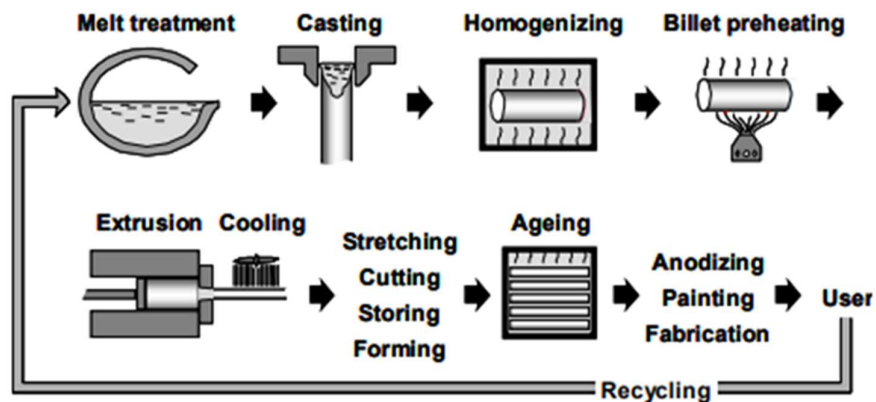 Melt treatment
Casting
Homogenizing
Billet preheating
Extrusion
Cooling
Stretching
Cutting
Storing
Forming
Ageing
Anodizing
Painting
Fabrication
User
Recycling